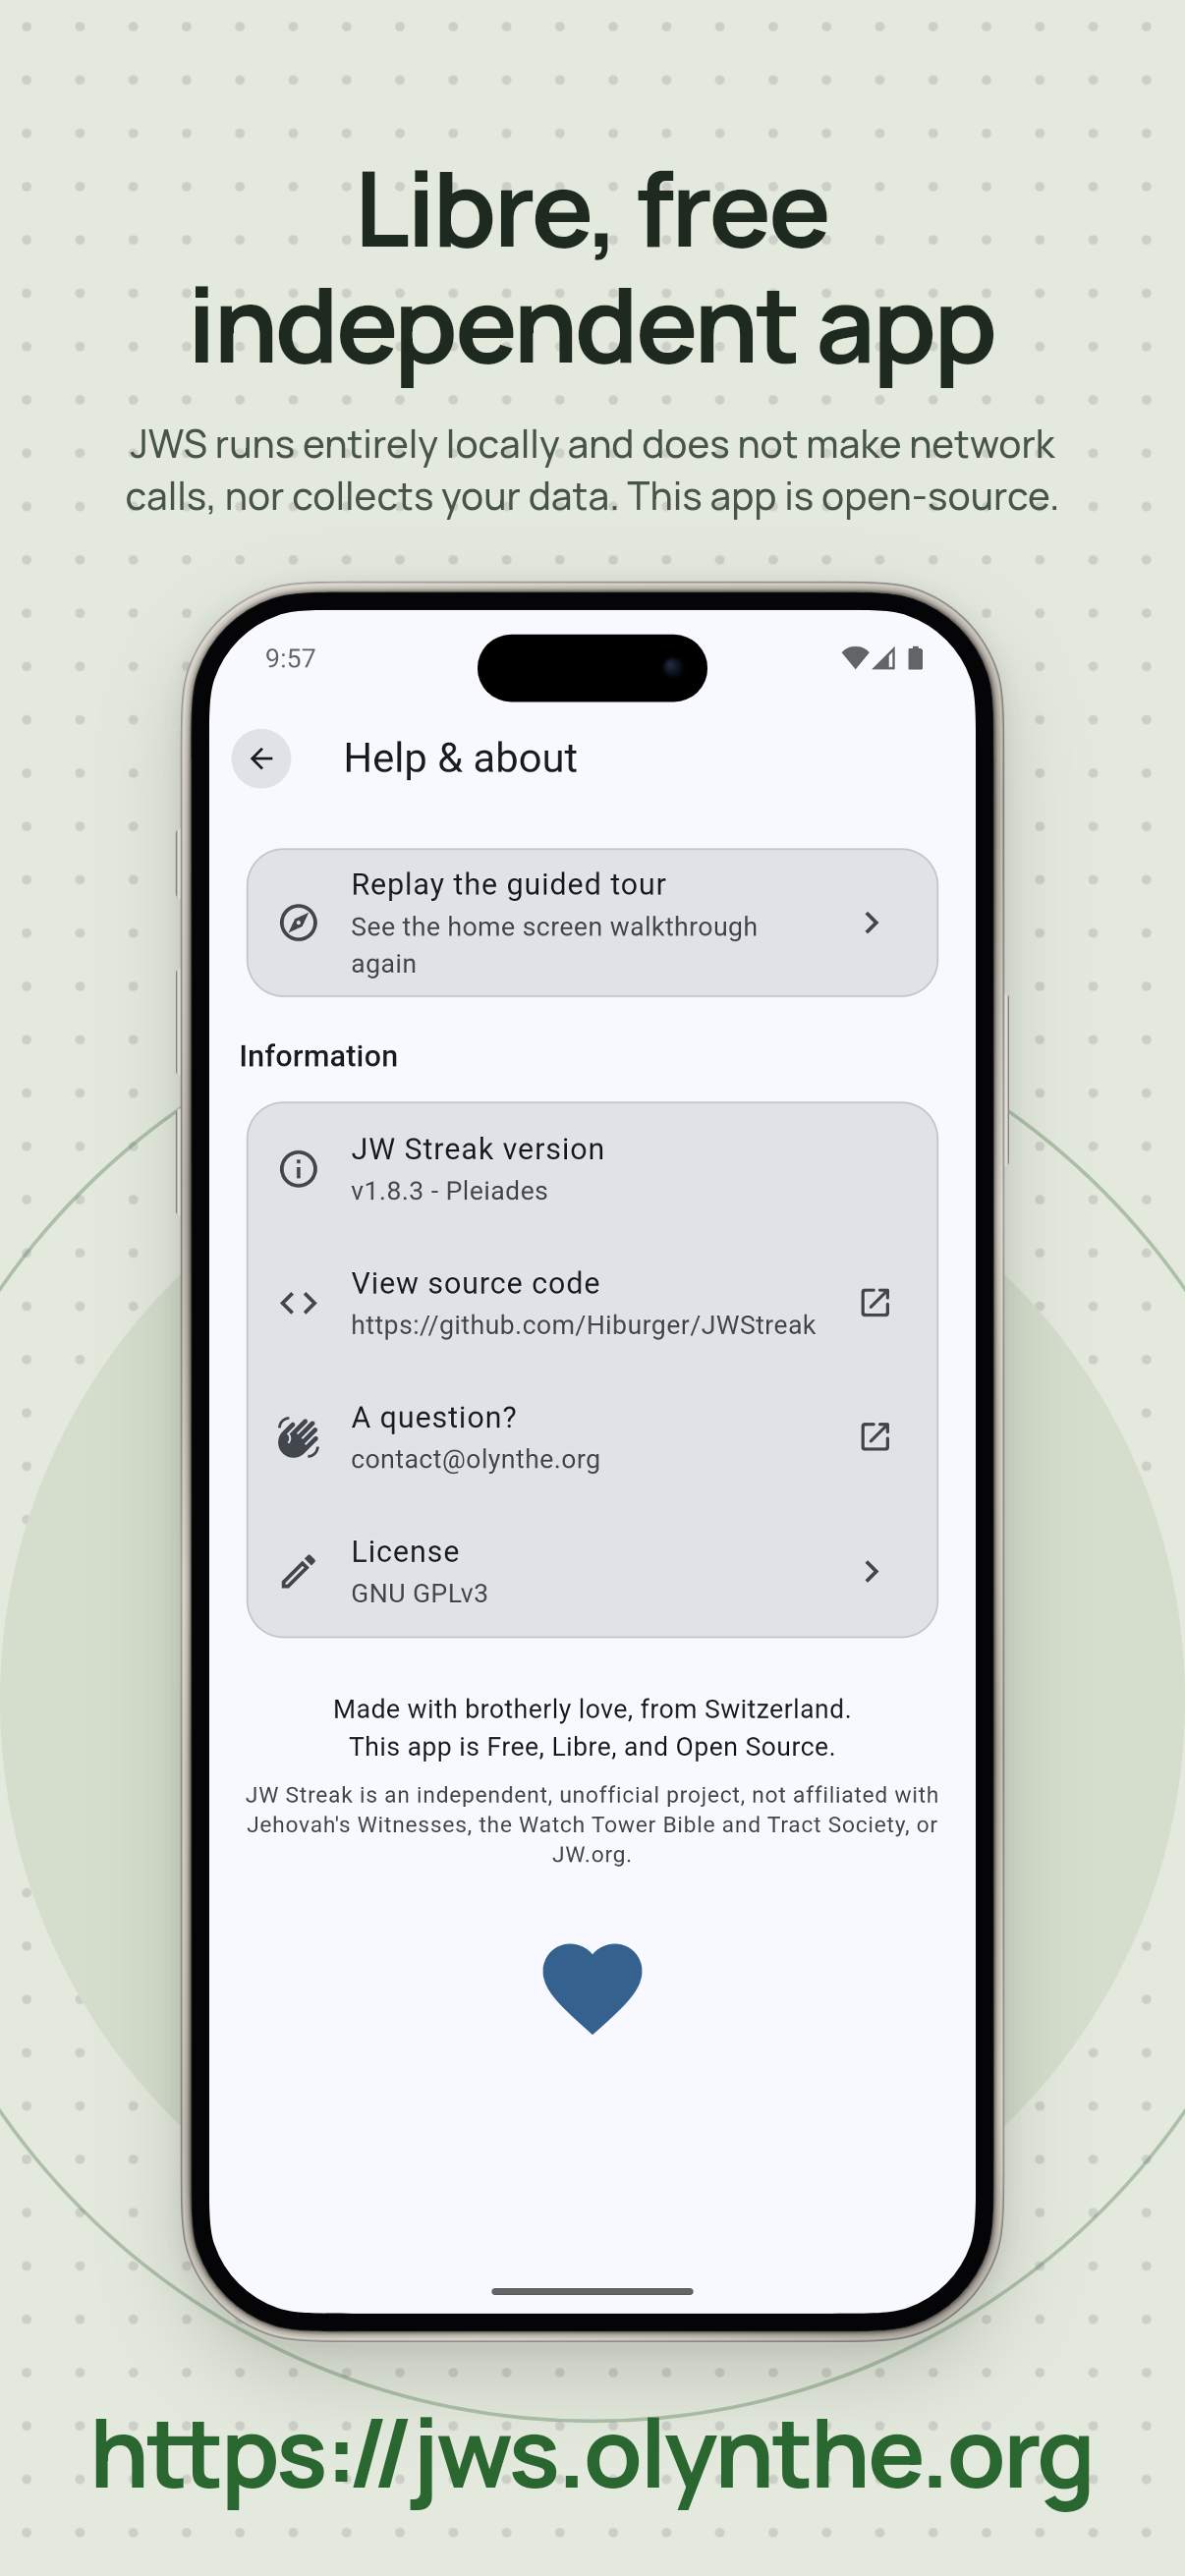 Libre, free
independent app
JWS runs entirely locally and does not make network
calls, nor collects your data. This app is open-source.
9:57
Help & about
Replay the guided tour
See the home screen walkthrough
again
Information
JW Streak version
v1.8.3 - Pleiades
View source code
https://github.com/Hiburger/JWStreak
A question?
contact@olynthe.org
License
GNU GPLv3
Made with brotherly love, from Switzerland.
This app is Free, Libre, and Open Source.
JW Streak is an independent, unofficial project, not affiliated with
Jehovah's Witnesses, the Watch Tower Bible and Tract Society, or
JW.org.
https://jws.olynthe.org